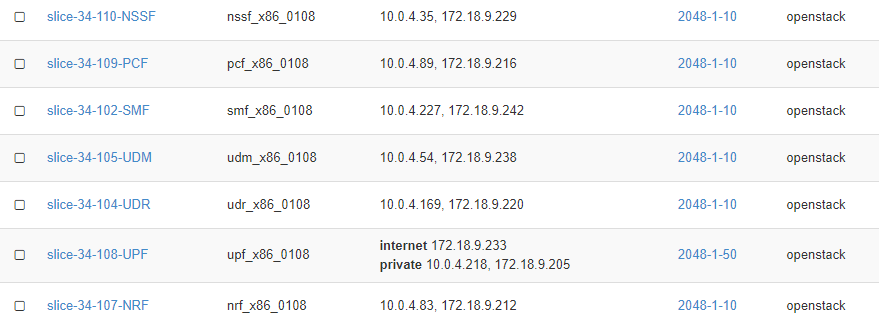 slice-34-110-NSSF nssf_x86_0108 10.0.4.35, 172.18.9.229 2048-1-10 openstack
slice-34-109-PCF pcf_x86_0108 10.0.4.89, 172.18.9.216 2048-1-10 openstack
slice-34-102-SMF smf_x86_0108 10.0.4.227, 172.18.9.242 2048-1-10 openstack
slice-34-105-UDM udm_x86_0108 10.0.4.54, 172.18.9.238 2048-1-10 openstack
slice-34-104-UDR udr_x86_0108 10.0.4.169, 172.18.9.220 2048-1-10 openstack
slice-34-108-UPF upf_x86_0108 internet 172.18.9.233 2048-1-50 openstack
private 10.0.4.218, 172.18.9.205
slice-34-107-NRF nrf_x86_0108 10.0.4.83, 172.18.9.212 2048-1-10 openstack